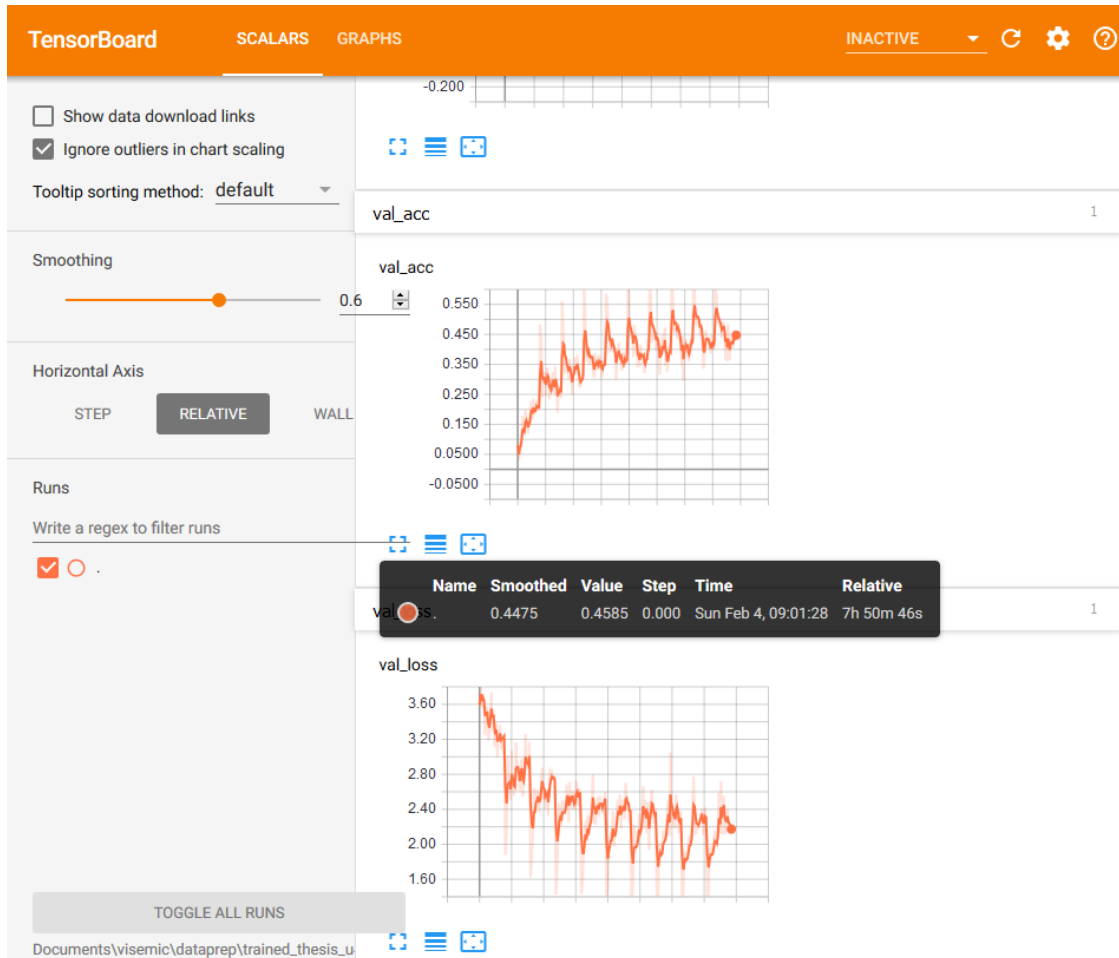 TensorBoard SCALARS GRAPHS INACTIVE
Show data download links
Ignore outliers in chart scaling
Tooltip sorting method: default
Smoothing
0.6
Horizontal Axis
STEP RELATIVE WALL
Runs
Write a regex to filter runs
.
TOGGLE ALL RUNS
Documents\visemic\dataprep\trained_thesis_u
-0.200
val_acc 1
val_acc
0.550
0.450
0.350
0.250
0.150
0.0500
-0.0500
Name Smoothed Value Step Time Relative
. 0.4475 0.4585 0.000 Sun Feb 4, 09:01:28 7h 50m 46s
val_loss 1
val_loss
3.60
3.20
2.80
2.40
2.00
1.60